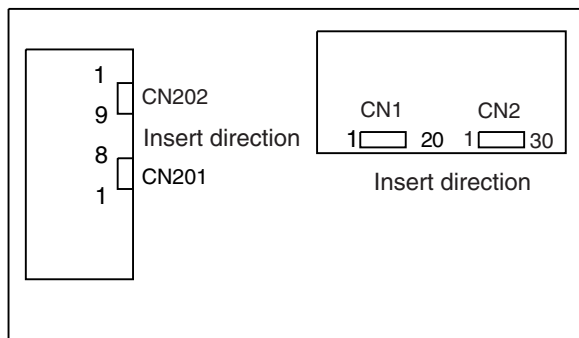 1
CN202
9
Insert direction
8
CN201
1
CN1 CN2
1 20 1 30
Insert direction